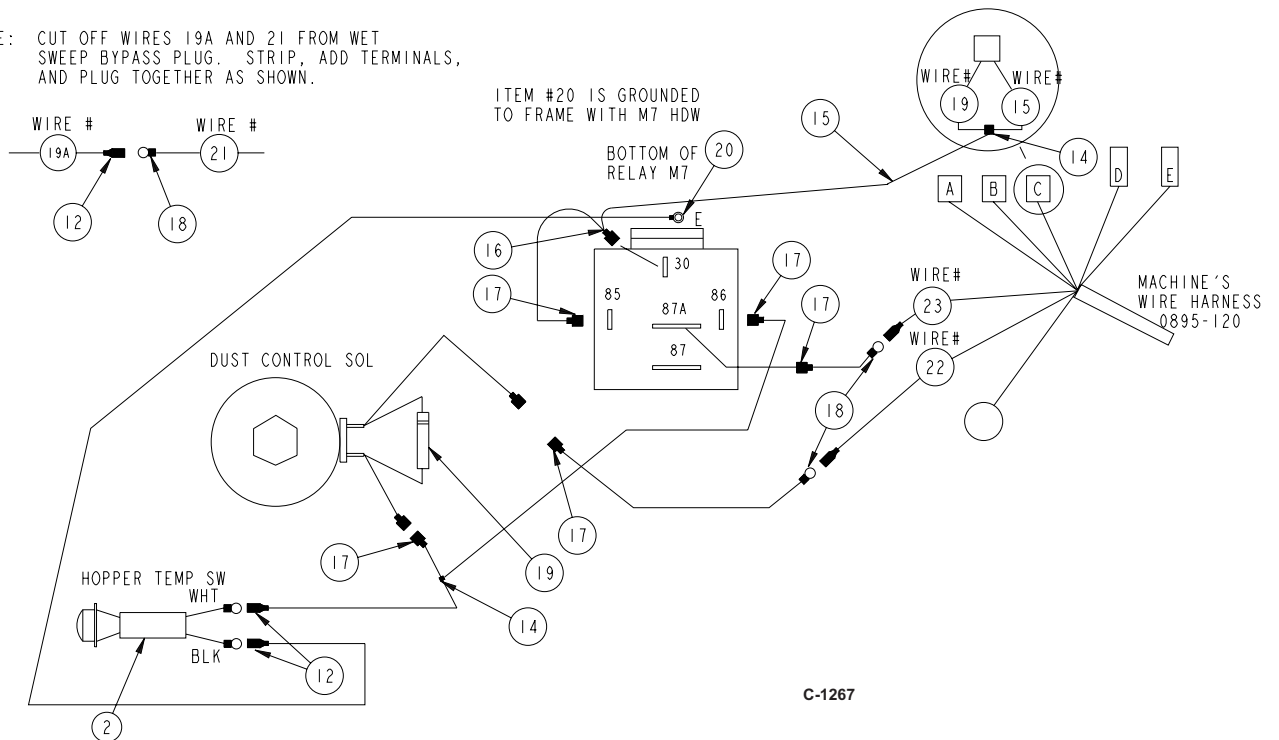 E: CUT OFF WIRES 19A AND 21 FROM WET
SWEEP BYPASS PLUG. STRIP, ADD TERMINALS,
AND PLUG TOGETHER AS SHOWN.
WIRE #
WIRE #
19A
21
12
18
ITEM #20 IS GROUNDED
TO FRAME WITH M7 HDW
BOTTOM OF
RELAY M7
20
15
WIRE#
WIRE#
19
15
14
A
B
C
D
E
E
16
17
30
85
87A
86
87
17
17
WIRE#
23
WIRE#
22
MACHINE'S
WIRE HARNESS
0895-120
18
DUST CONTROL SOL
17
17
19
14
HOPPER TEMP SW
WHT
BLK
12
2
C-1267